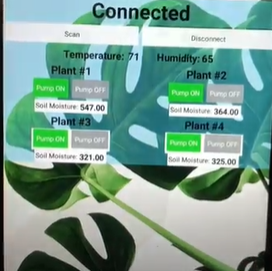 Connected
Scan Disconnect
Temperature: 71 Humidity: 65
Plant #1 Plant #2
Pump ON Pump OFF Pump ON Pump OFF
Soil Moisture: 547.00 Soil Moisture: 364.00
Plant #3 Plant #4
Pump ON Pump OFF Pump ON Pump OFF
Soil Moisture: 321.00 Soil Moisture: 325.00